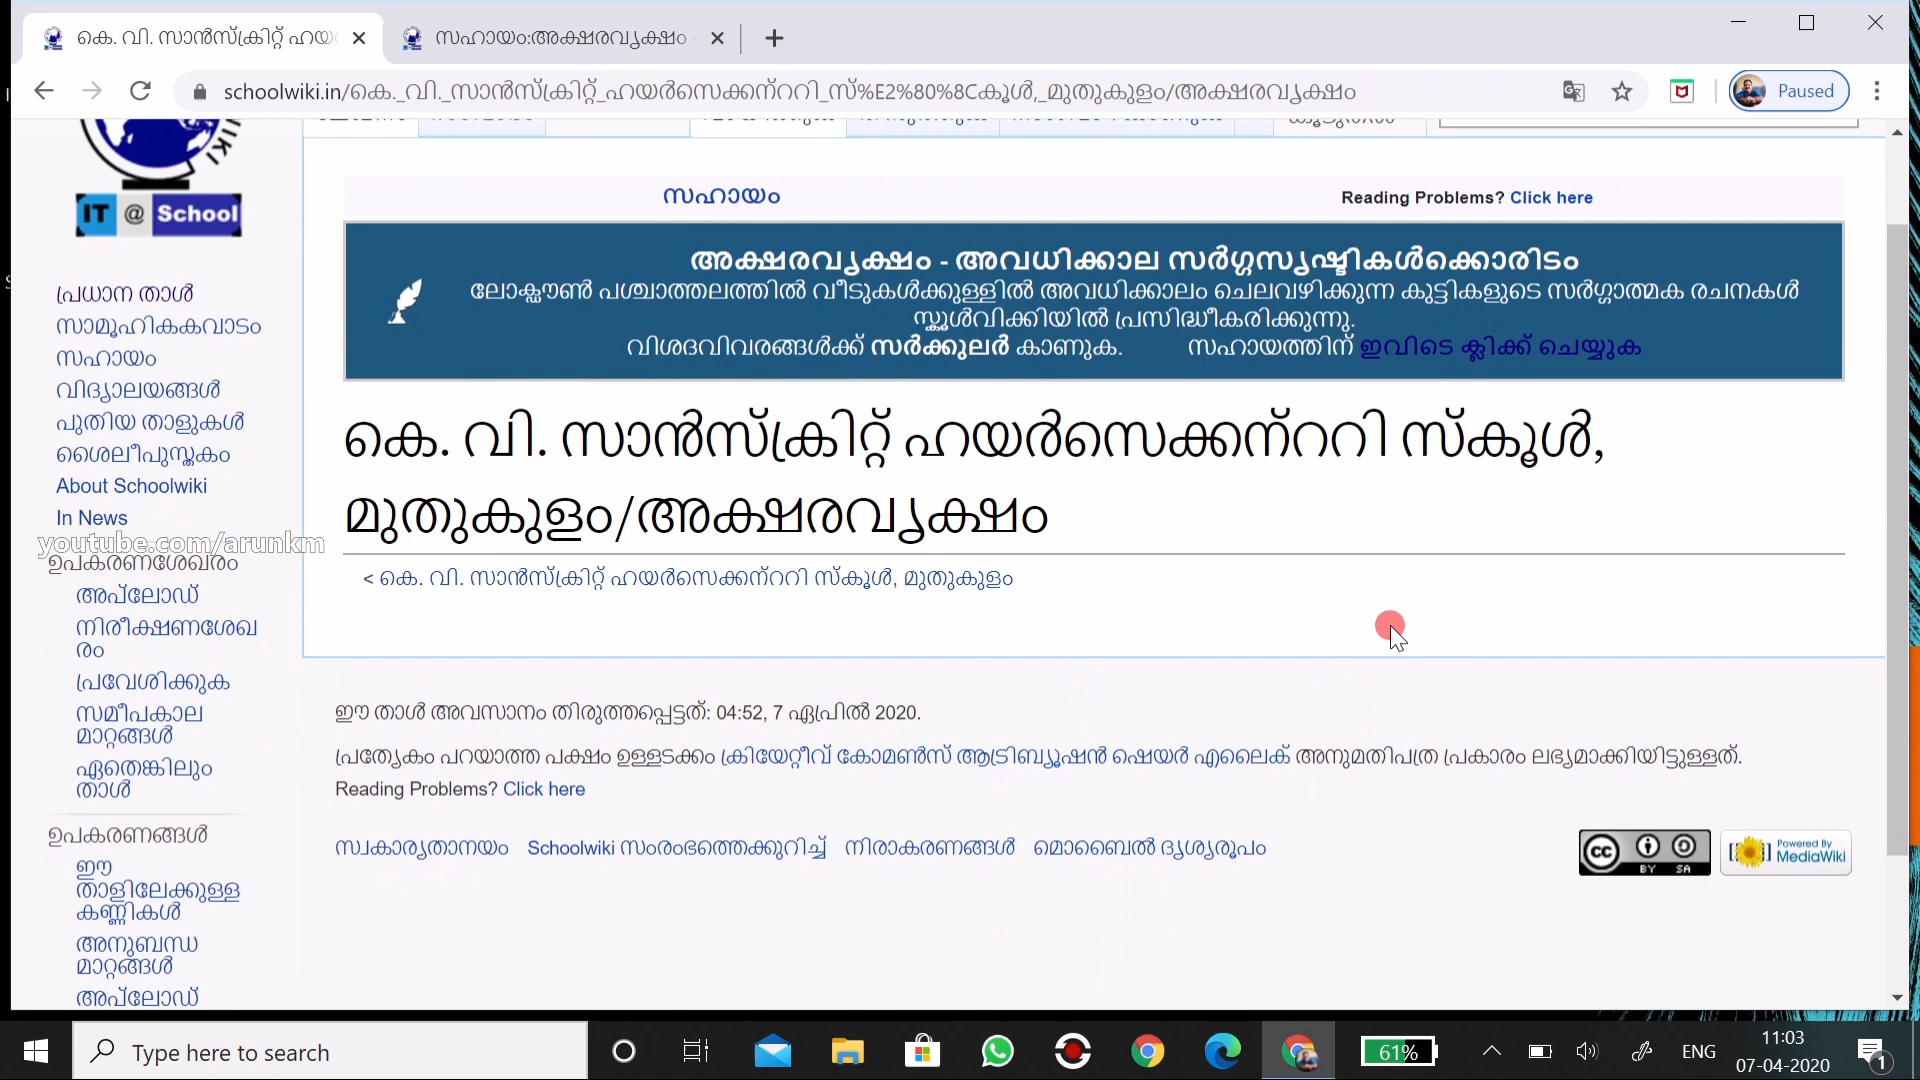 കെ. വി. സാൻസ്ക്രിറ്റ് ഹയ
സഹായം:അക്ഷരവൃക്ഷം -
schoolwiki.in/കെ._വി._സാൻസ്ക്രിറ്റ്_ഹയർസെക്കന്ററി_സ്%E2%80%8Cകൂൾ,_മുതുകുളം/അക്ഷരവൃക്ഷം
Paused
WIKI
IT @ School
സഹായം
Reading Problems? Click here
അക്ഷരവൃക്ഷം - അവധിക്കാല സർഗ്ഗസൃഷ്ടികൾക്കൊരിടം
ലോക്ഡൗൺ പശ്ചാത്തലത്തിൽ വീടുകൾക്കുള്ളിൽ അവധിക്കാലം ചെലവഴിക്കുന്ന കുട്ടികളുടെ സർഗ്ഗാത്മക രചനകൾ
സ്കൂൾവിക്കിയിൽ പ്രസിദ്ധീകരിക്കുന്നു.
വിശദവിവരങ്ങൾക്ക് സർക്കുലർ കാണുക. സഹായത്തിന് ഇവിടെ ക്ലിക്ക് ചെയ്യുക
കെ. വി. സാൻസ്ക്രിറ്റ് ഹയർസെക്കന്ററി സ്‌കൂൾ,
മുതുകുളം/അക്ഷരവൃക്ഷം
< കെ. വി. സാൻസ്ക്രിറ്റ് ഹയർസെക്കന്ററി സ്‌കൂൾ, മുതുകുളം
പ്രധാന താൾ
സാമൂഹികകവാടം
സഹായം
വിദ്യാലയങ്ങൾ
പുതിയ താളുകൾ
ശൈലീപുസ്തകം
About Schoolwiki
In News
youtube.com/arunkm
ഉപകരണശേഖരം
അപ്‌ലോഡ്
നിരീക്ഷണശേഖ
രം
പ്രവേശിക്കുക
സമീപകാല
മാറ്റങ്ങൾ
ഏതെങ്കിലും
താൾ
ഉപകരണങ്ങൾ
ഈ
താളിലേക്കുള്ള
കണ്ണികൾ
അനുബന്ധ
മാറ്റങ്ങൾ
അപ്‌ലോഡ്
ഈ താൾ അവസാനം തിരുത്തപ്പെട്ടത്: 04:52, 7 ഏപ്രിൽ 2020.
പ്രത്യേകം പറയാത്ത പക്ഷം ഉള്ളടക്കം ക്രിയേറ്റീവ് കോമൺസ് ആട്രിബ്യൂഷൻ ഷെയർ എലൈക് അനുമതിപത്ര പ്രകാരം ലഭ്യമാക്കിയിട്ടുള്ളത്.
Reading Problems? Click here
സ്വകാര്യതാനയം Schoolwiki സംരംഭത്തെക്കുറിച്ച് നിരാകരണങ്ങൾ മൊബൈൽ ദൃശ്യരൂപം
cc BY SA
Powered By
MediaWiki
Type here to search
61%
ENG
11:03
07-04-2020
1